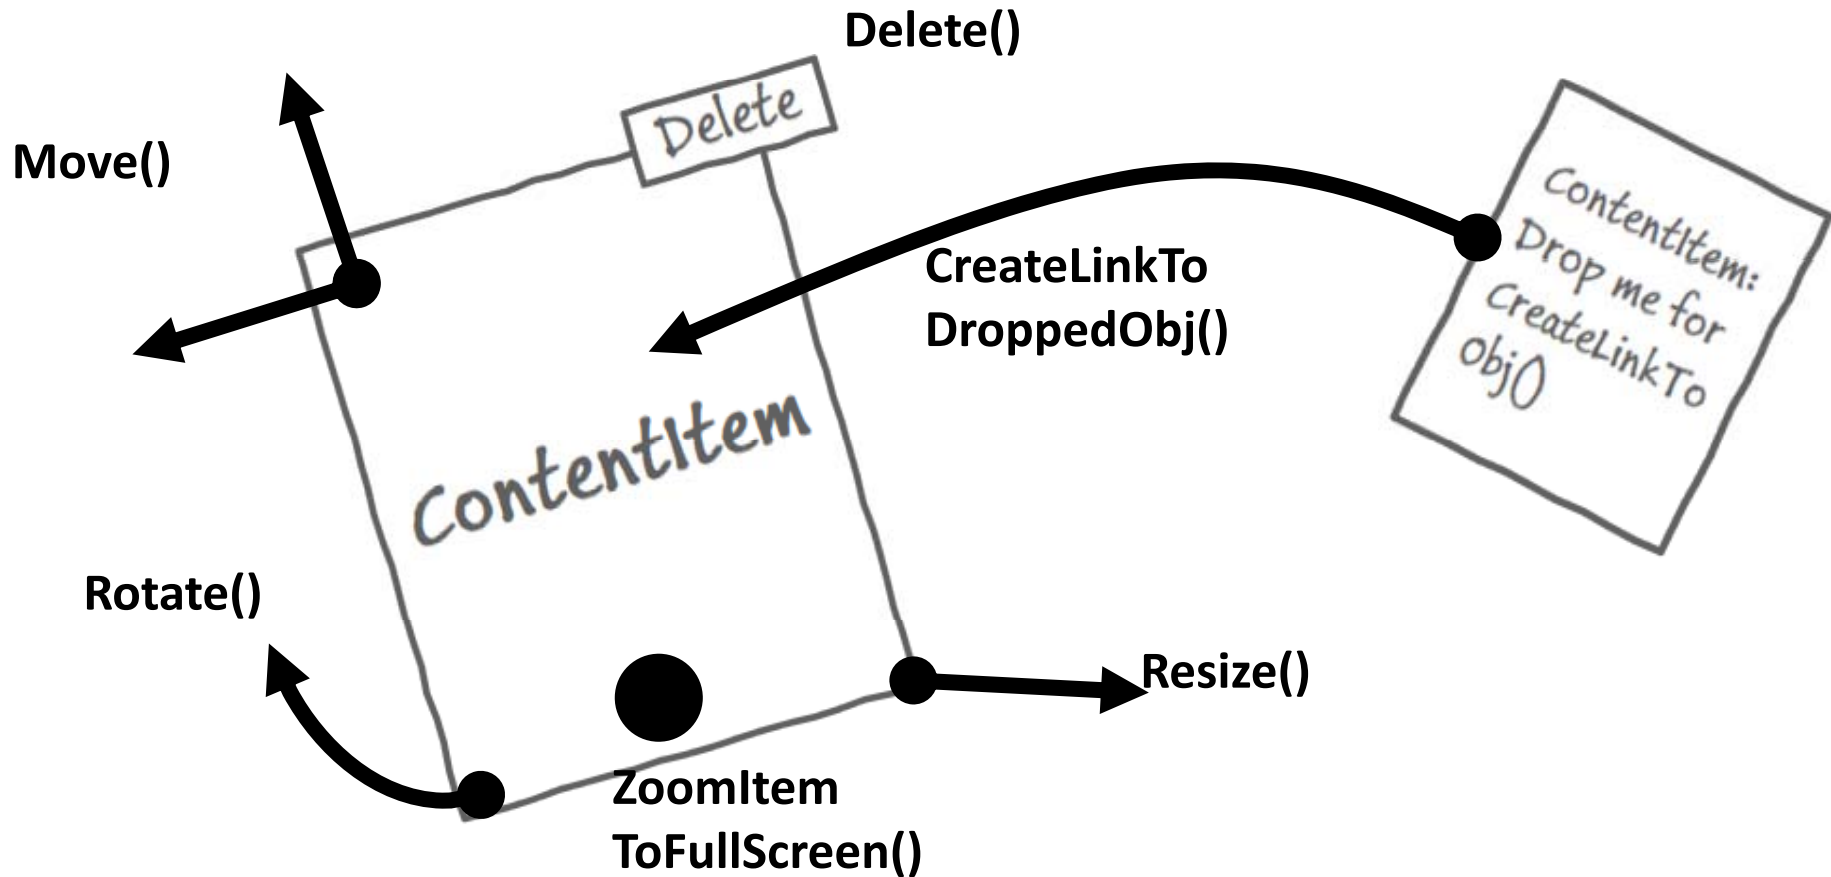 Delete()
Delete
Move()
ContentItem:
Drop me for
CreateLinkTo
Obj()
CreateLinkTo
DroppedObj()
ContentItem
Rotate()
Resize()
ZoomItem
ToFullScreen()